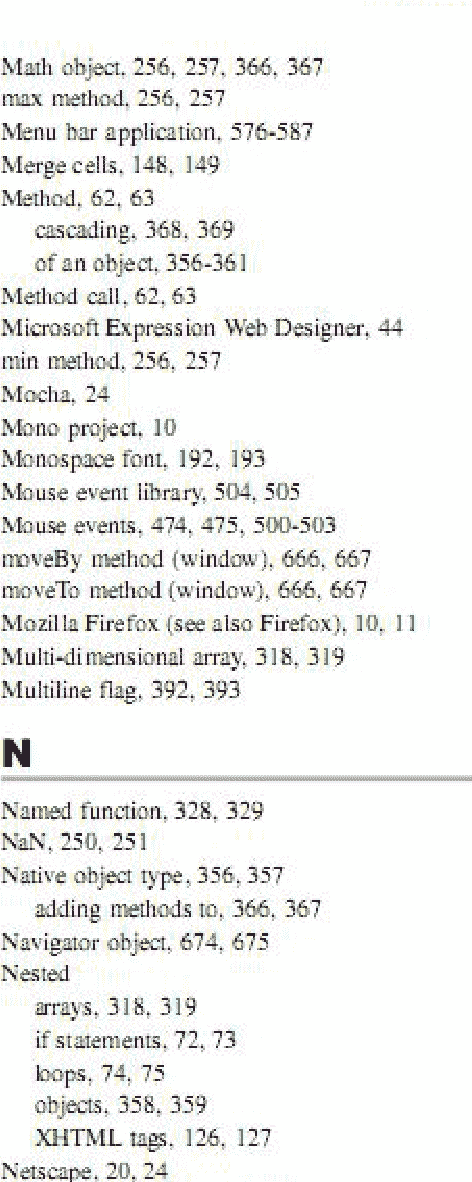 Math object, 256, 257, 366, 367
max method, 256, 257
Menu bar application, 576-587
Merge cells, 148, 149
Method, 62, 63
cascading, 368, 369
of an object, 356-361
Method call, 62, 63
Microsoft Expression Web Designer, 44
min method, 256, 257
Mocha, 24
Mono project, 10
Monospace font, 192, 193
Mouse event library, 504, 505
Mouse events, 474, 475, 500-503
moveBy method (window), 666, 667
moveTo method (window), 666, 667
Mozilla Firefox (see also Firefox), 10, 11
Multi-dimensional array, 318, 319
Multiline flag, 392, 393
N
Named function, 328, 329
NaN, 250, 251
Native object type, 356, 357
adding methods to, 366, 367
Navigator object, 674, 675
Nested
arrays, 318, 319
if statements, 72, 73
loops, 74, 75
objects, 358, 359
XHTML tags, 126, 127
Netscape, 20, 24